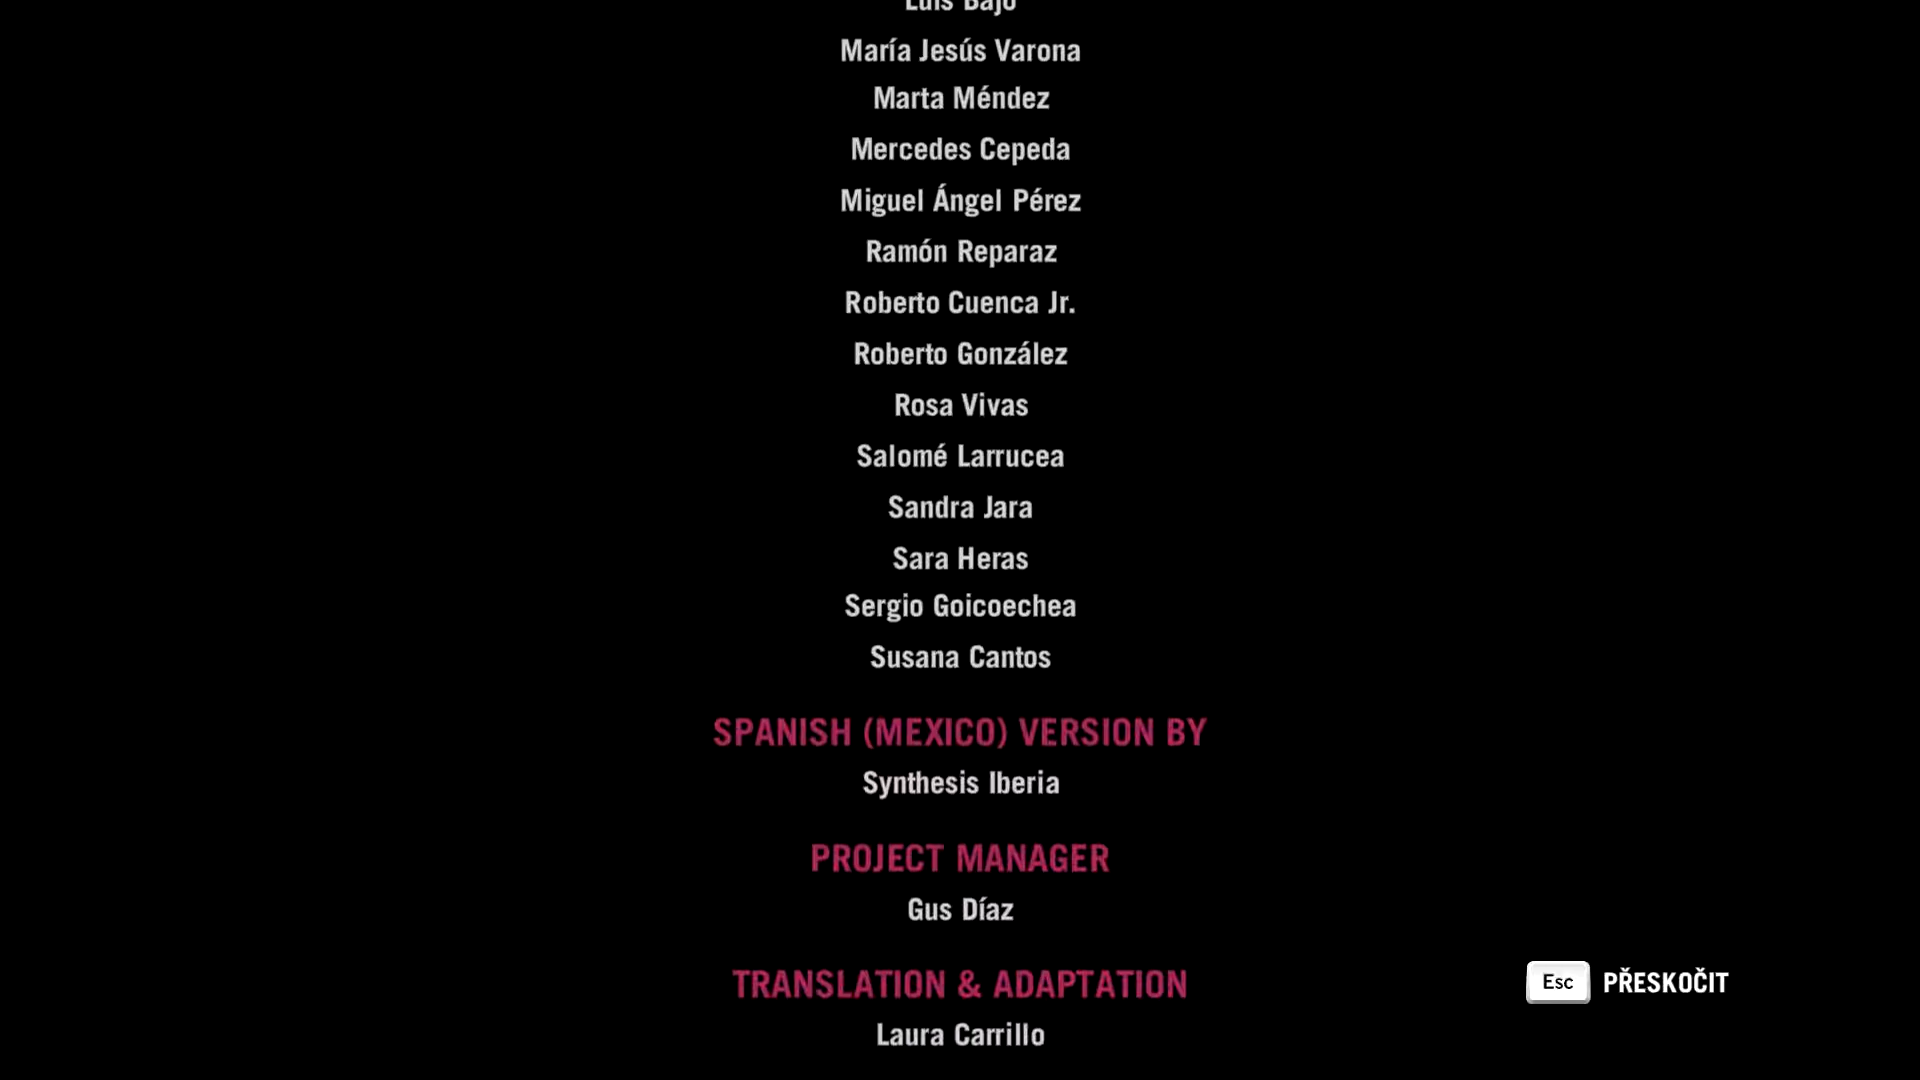 Luis Bajo
María Jesús Varona
Marta Méndez
Mercedes Cepeda
Miguel Ángel Pérez
Ramón Reparaz
Roberto Cuenca Jr.
Roberto González
Rosa Vivas
Salomé Larrucea
Sandra Jara
Sara Heras
Sergio Goicoechea
Susana Cantos
SPANISH (MEXICO) VERSION BY
Synthesis Iberia
PROJECT MANAGER
Gus Díaz
TRANSLATION & ADAPTATION
Esc PŘESKOČIT
Laura Carrillo